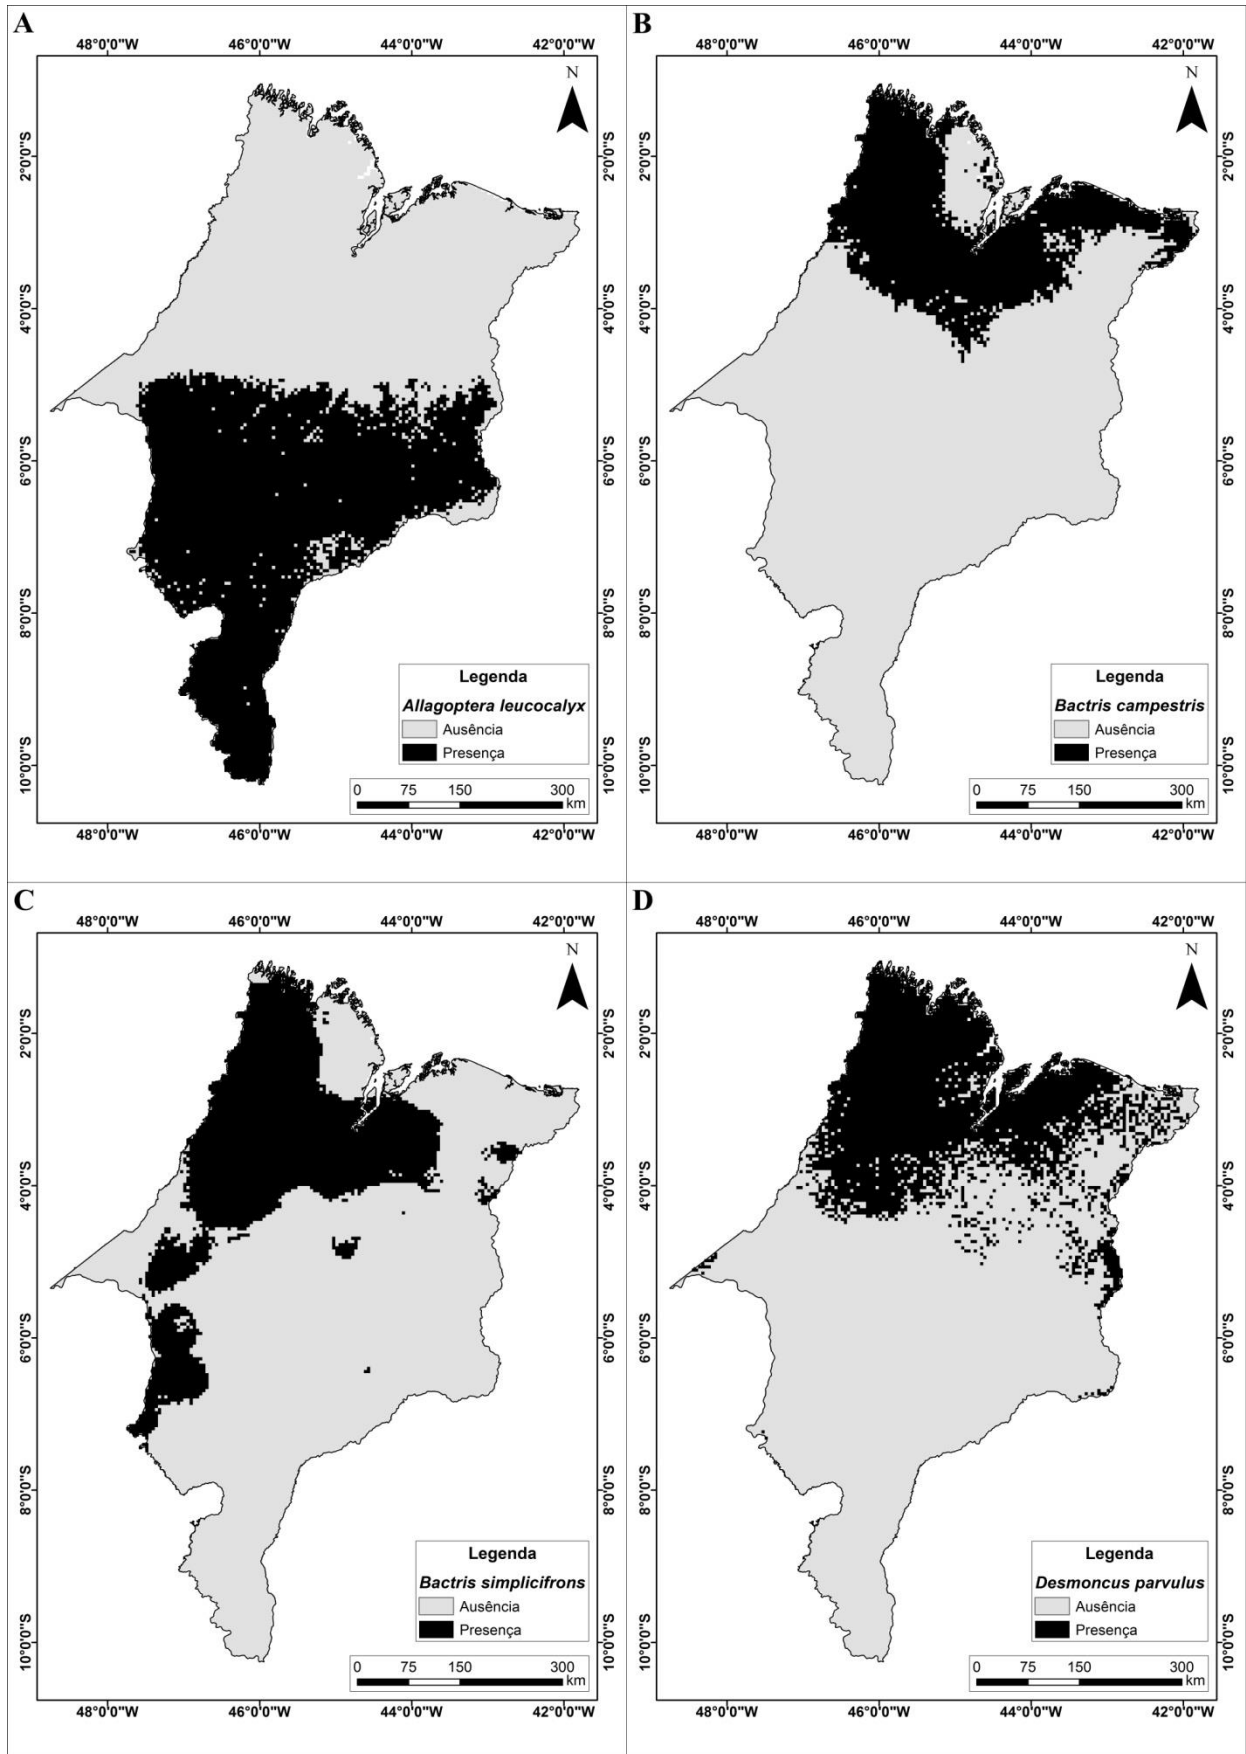 A
48°0'0"W 46°0'0"W 44°0'0"W 42°0'0"W
N
2°0'0"S 2°0'0"S
4°0'0"S 4°0'0"S
6°0'0"S 6°0'0"S
8°0'0"S 8°0'0"S
10°0'0"S 10°0'0"S
Legenda
Allagoptera leucocalyx
Ausência
Presença
0 75 150 300
km
48°0'0"W 46°0'0"W 44°0'0"W 42°0'0"W
B
48°0'0"W 46°0'0"W 44°0'0"W 42°0'0"W
N
2°0'0"S 2°0'0"S
4°0'0"S 4°0'0"S
6°0'0"S 6°0'0"S
8°0'0"S 8°0'0"S
10°0'0"S 10°0'0"S
Legenda
Bactris campestris
Ausência
Presença
0 75 150 300
km
48°0'0"W 46°0'0"W 44°0'0"W 42°0'0"W
C
48°0'0"W 46°0'0"W 44°0'0"W 42°0'0"W
N
2°0'0"S 2°0'0"S
4°0'0"S 4°0'0"S
6°0'0"S 6°0'0"S
8°0'0"S 8°0'0"S
10°0'0"S 10°0'0"S
Legenda
Bactris simplicifrons
Ausência
Presença
0 75 150 300
km
48°0'0"W 46°0'0"W 44°0'0"W 42°0'0"W
D
48°0'0"W 46°0'0"W 44°0'0"W 42°0'0"W
N
2°0'0"S 2°0'0"S
4°0'0"S 4°0'0"S
6°0'0"S 6°0'0"S
8°0'0"S 8°0'0"S
10°0'0"S 10°0'0"S
Legenda
Desmoncus parvulus
Ausência
Presença
0 75 150 300
km
48°0'0"W 46°0'0"W 44°0'0"W 42°0'0"W